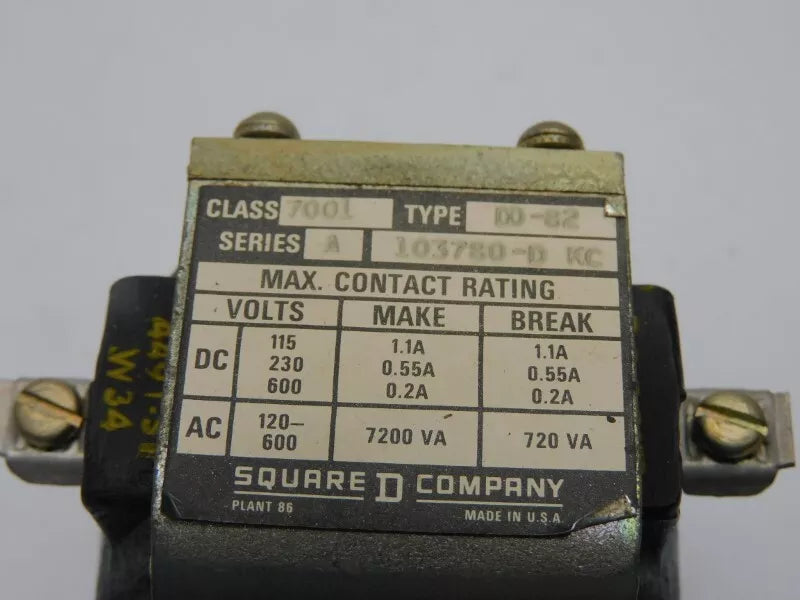 CLASS 7001 TYPE DO-82
SERIES A 103780-D KC
MAX. CONTACT RATING
VOLTS MAKE BREAK
DC 115 1.1A 1.1A
230 0.55A 0.55A
600 0.2A 0.2A
AC 120–600 7200 VA 720 VA
SQUARE D COMPANY
PLANT 86 MADE IN U.S.A.
W34